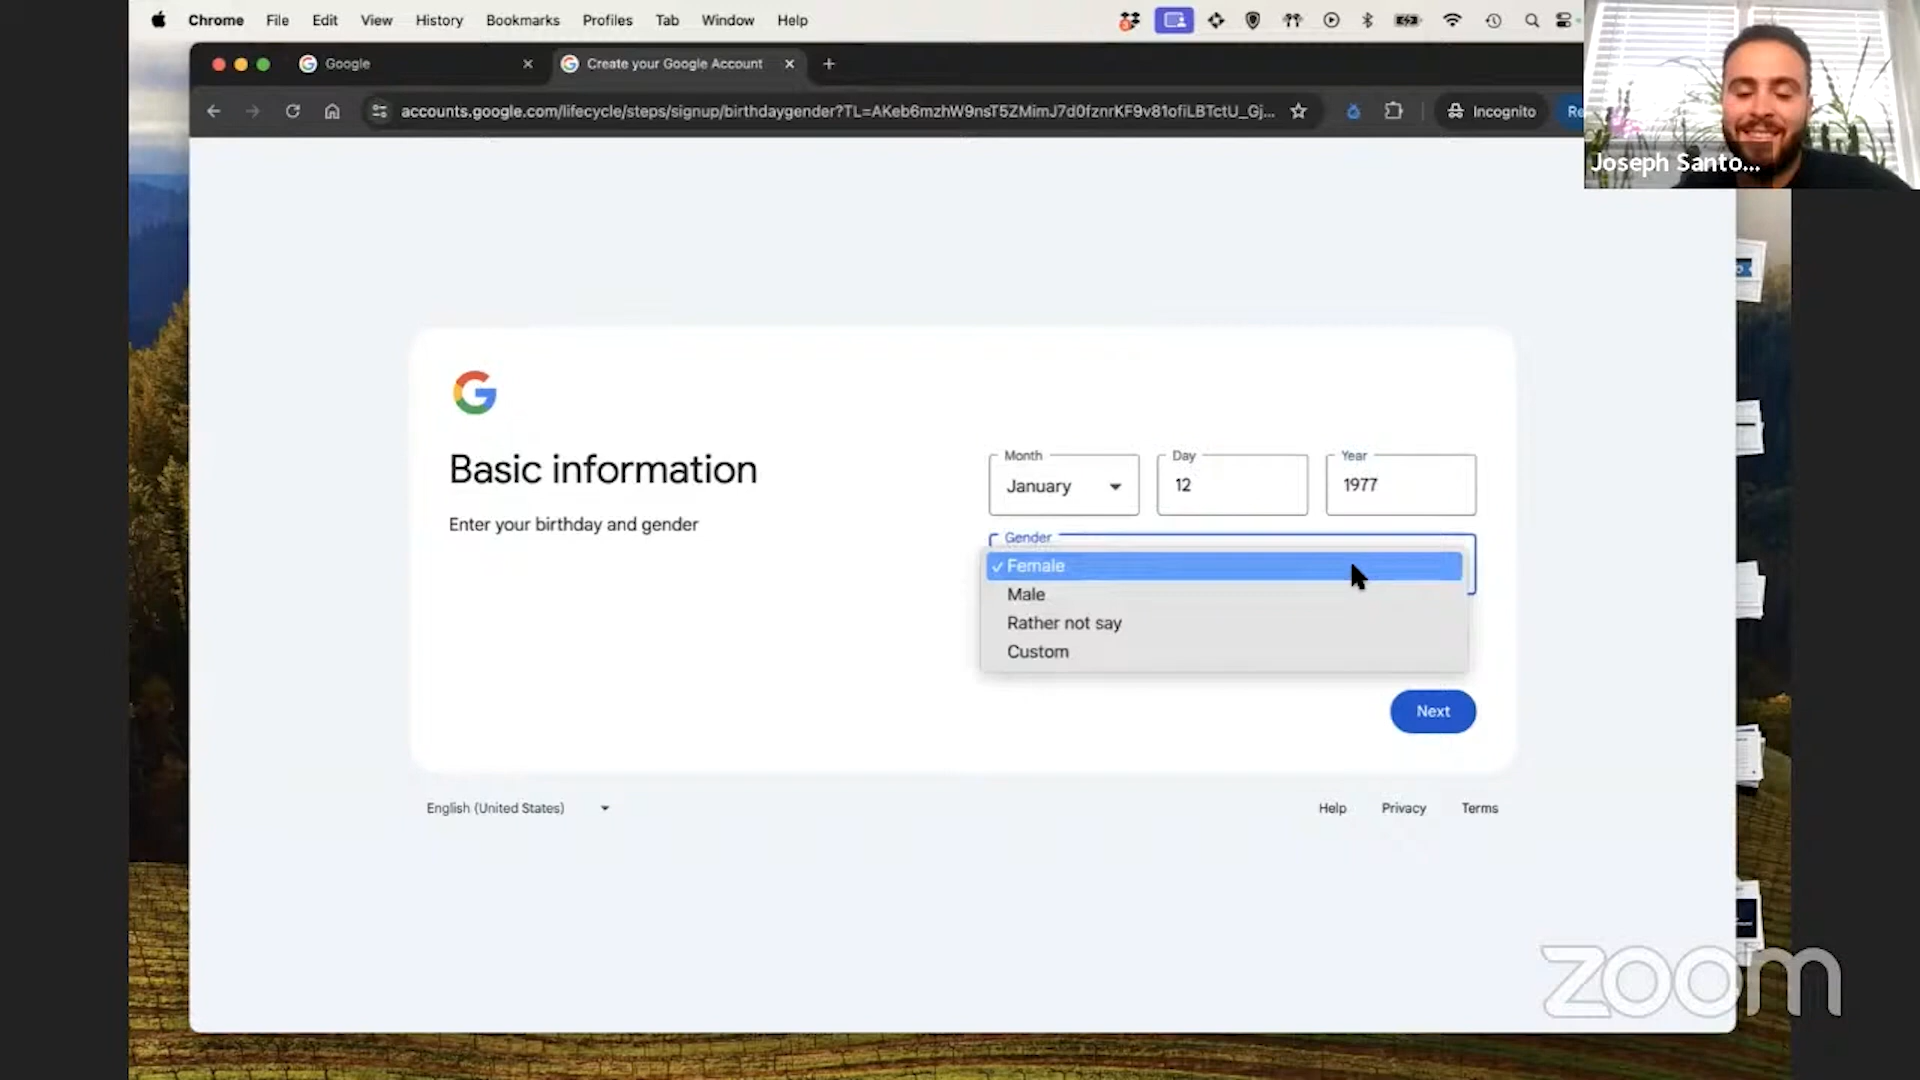 Chrome File Edit View History Bookmarks Profiles Tab Window Help
Google
Create your Google Account
accounts.google.com/lifecycle/steps/signup/birthdaygender?TL=AKeb6mzhW9nsT5ZMimJ7d0fznrKF9v81ofiLBTctU_Gj...
Incognito
Re
Joseph Santo...
Basic information
Enter your birthday and gender
Month
January
Day
12
Year
1977
Gender
✓ Female
Male
Rather not say
Custom
Next
English (United States)
Help Privacy Terms
zoom